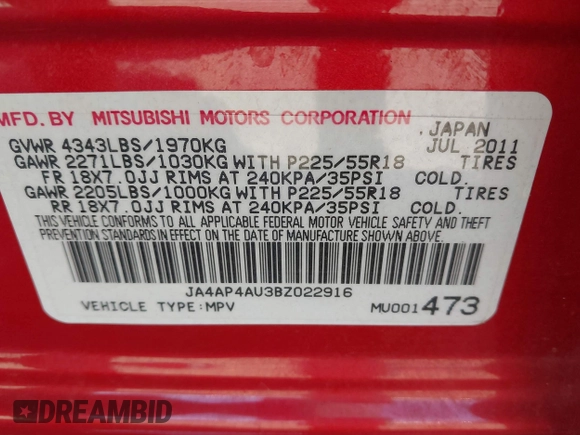 MFD.BY MITSUBISHI MOTORS CORPORATION
JAPAN
GVWR 4343LBS/1970KG JUL 2011
GAWR 2271LBS/1030KG WITH P225/55R18 TIRES
FR 18X7.0JJ RIMS AT 240KPA/35PSI COLD.
GAWR 2205LBS/1000KG WITH P225/55R18 TIRES
RR 18X7.0JJ RIMS AT 240KPA/35PSI COLD.
THIS VEHICLE CONFORMS TO ALL APPLICABLE FEDERAL MOTOR VEHICLE SAFETY AND THEFT
PREVENTION STANDARDS IN EFFECT ON THE DATE OF MANUFACTURE SHOWN ABOVE.
JA4AP4AU3BZ022916
VEHICLE TYPE:MPV MU001473
DREAMBID